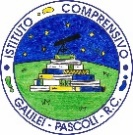 ISTITUTO COMPRENSIVO
GALILEI - PASCOLI - R.C.